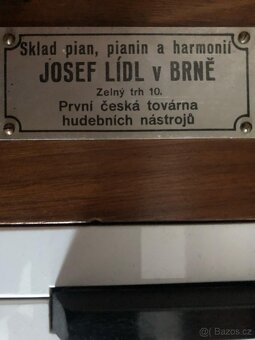 Sklad pian, pianin a harmonií
JOSEF LÍDL v BRNĚ
Zelný trh 10.
První česká továrna
hudebních nástrojů
Bazos.cz